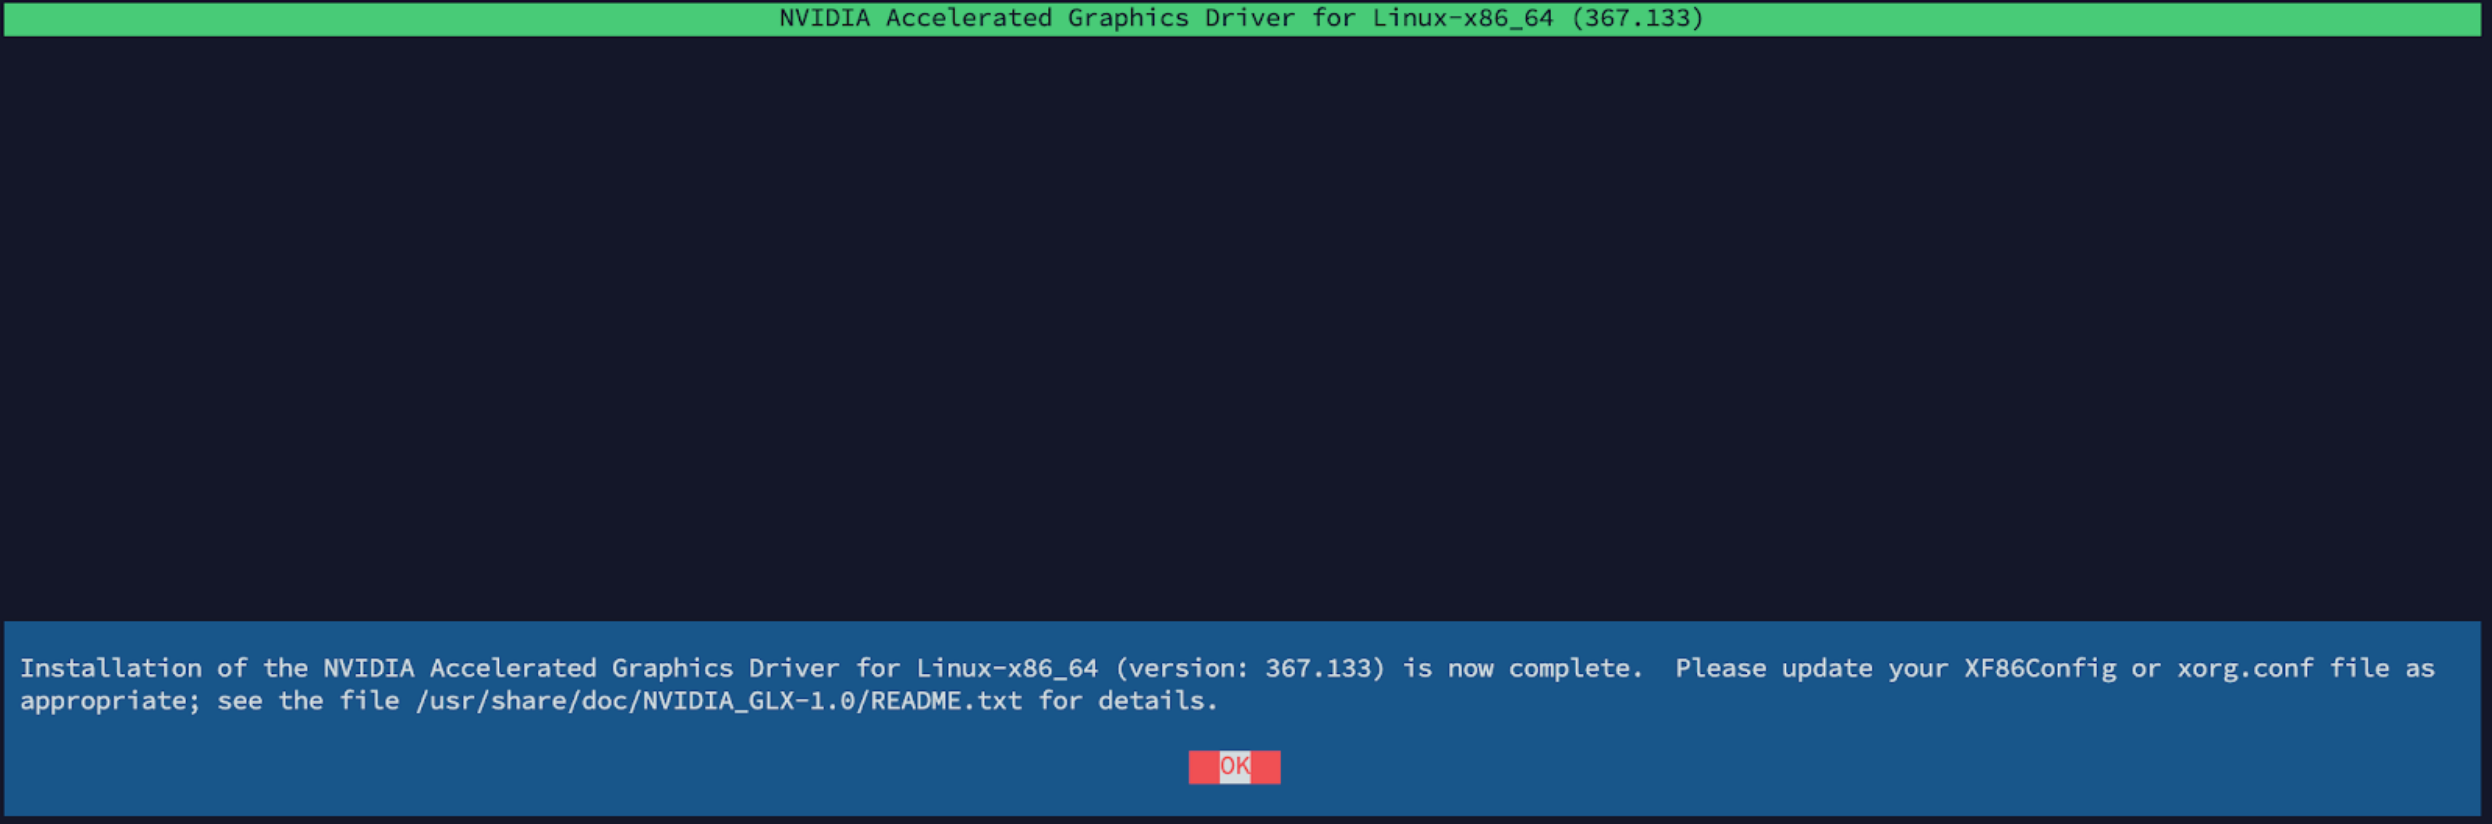 NVIDIA Accelerated Graphics Driver for Linux-x86_64 (367.133)
Installation of the NVIDIA Accelerated Graphics Driver for Linux-x86_64 (version: 367.133) is now complete.  Please update your XF86Config or xorg.conf file as
appropriate; see the file /usr/share/doc/NVIDIA_GLX-1.0/README.txt for details.
OK